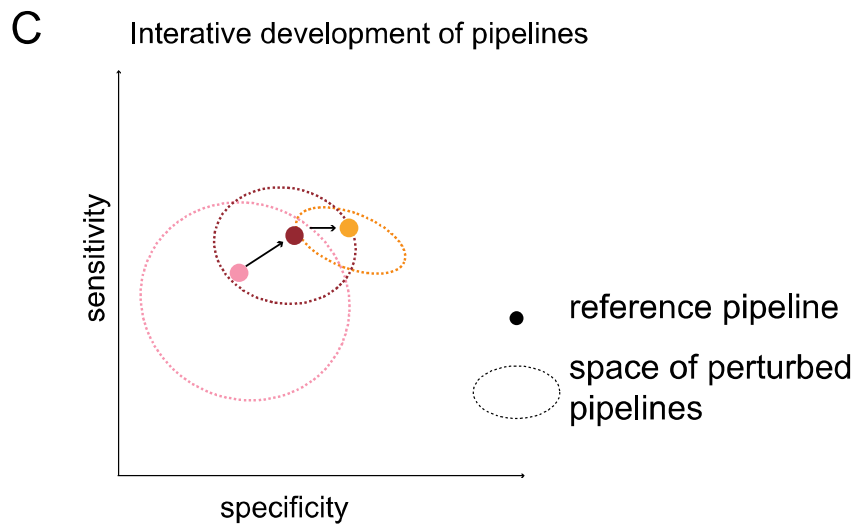 C
Interative development of pipelines
sensitivity
specificity
reference pipeline
space of perturbed
pipelines